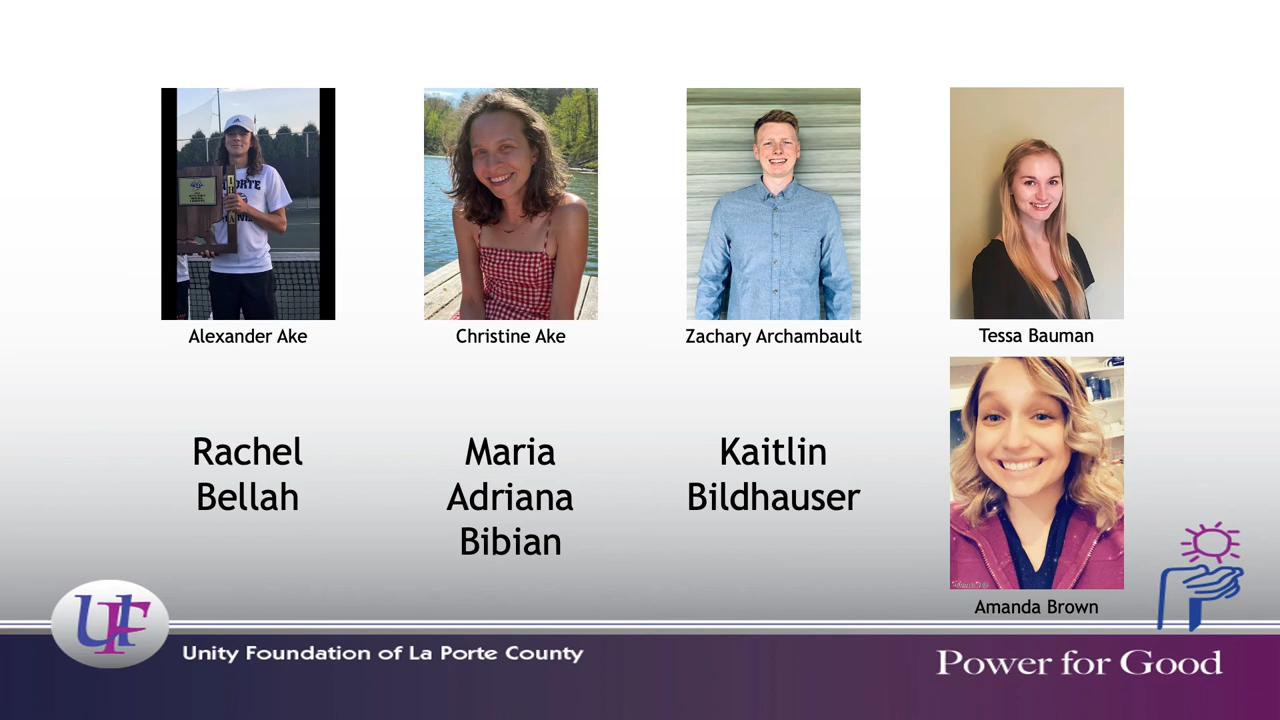 PORTE
Alexander Ake
Christine Ake
Zachary Archambault
Tessa Bauman
Rachel
Bellah
Maria
Adriana
Bibian
Kaitlin
Bildhauser
Amanda Brown
UF
Unity Foundation of La Porte County
Power for Good